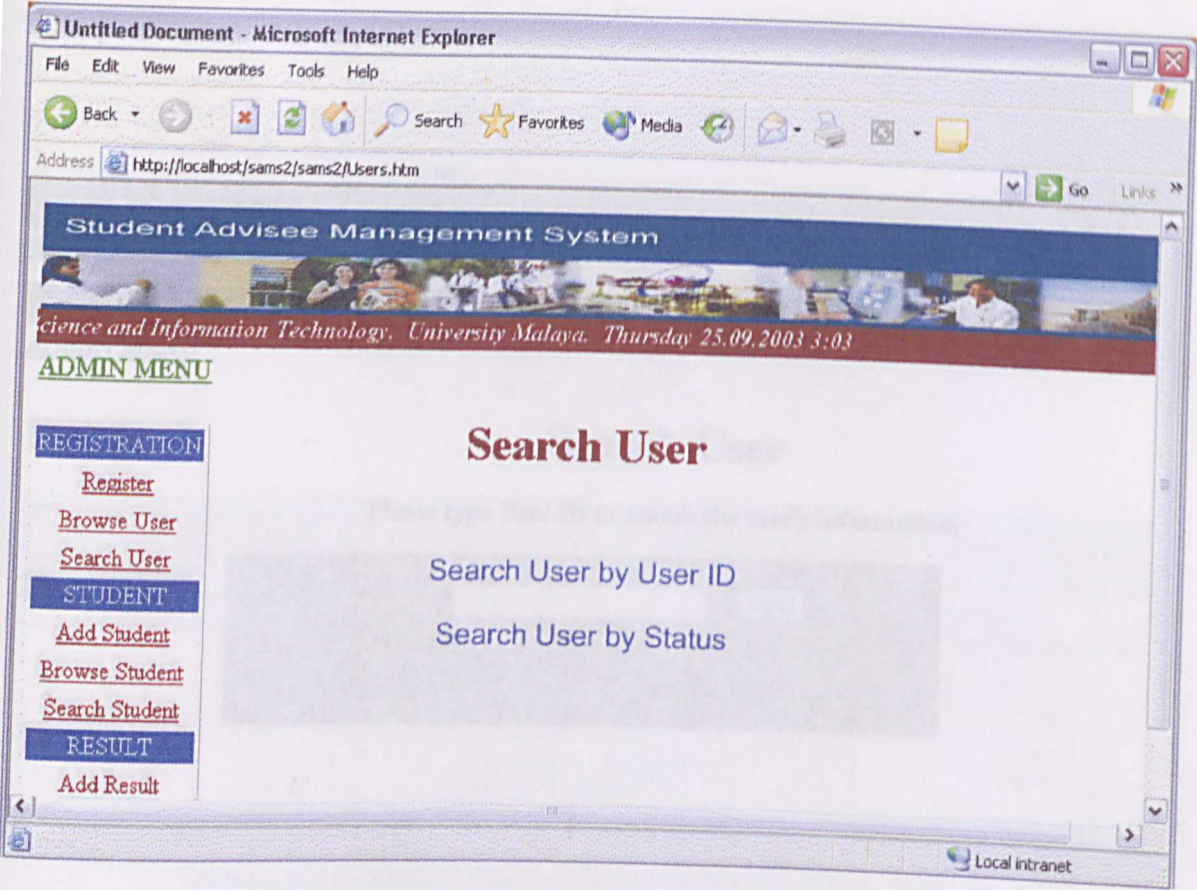 Untitled Document - Microsoft Internet Explorer
File Edit View Favorites Tools Help
Back Search Favorites Media
Address http://localhost/sams2/sams2/Users.htm Go Links »
Student Advisee Management System
cience and Information Technology, University Malaya. Thursday 25.09.2003 3:03
ADMIN MENU
REGISTRATION
Register
Browse User
Search User
STUDENT
Add Student
Browse Student
Search Student
RESULT
Add Result
Search User
Search User by User ID
Search User by Status
Local intranet